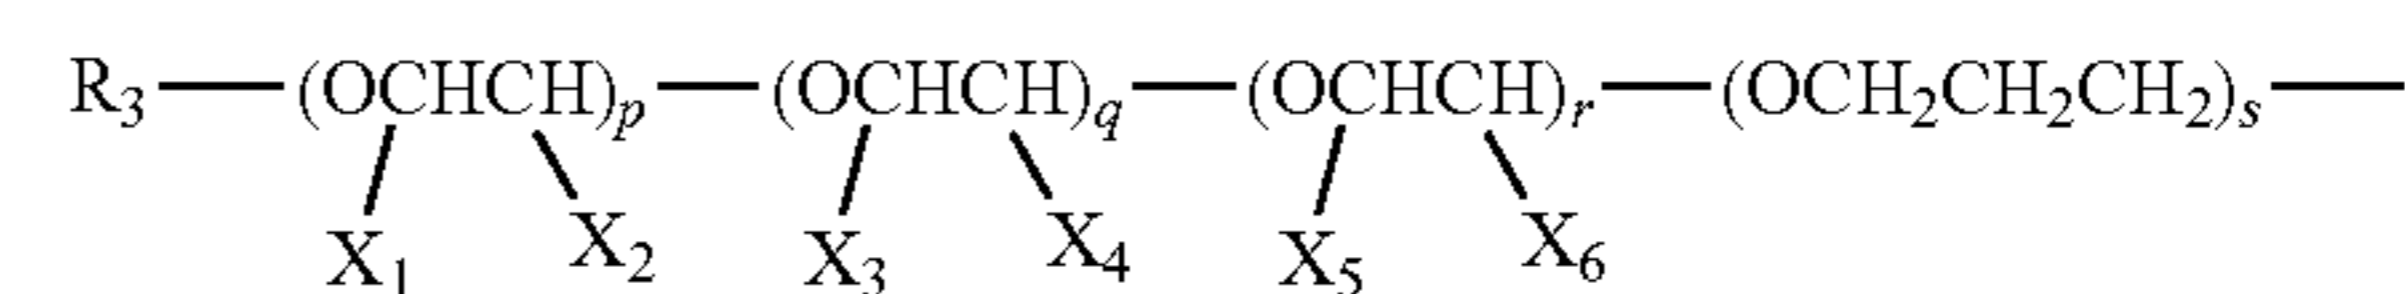 R₃—(OCHCH)ₚ—(OCHCH)q—(OCHCH)ᵣ—(OCH₂CH₂CH₂)ₛ—
X₁ X₂ X₃ X₄ X₅ X₆